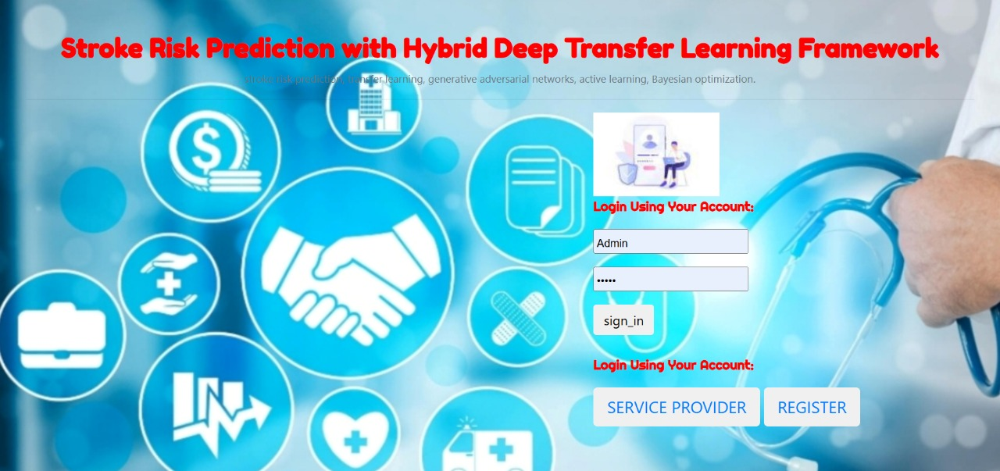 Stroke Risk Prediction with Hybrid Deep Transfer Learning Framework
stroke risk prediction, transfer learning, generative adversarial networks, active learning, Bayesian optimization.
Login Using Your Account:
Admin
•••••
sign_in
Login Using Your Account:
SERVICE PROVIDER REGISTER